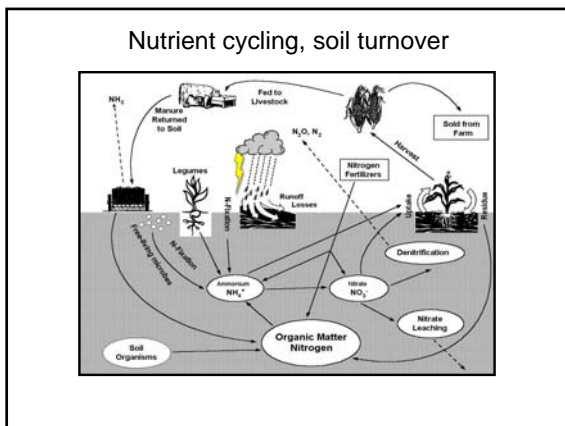 Nutrient cycling, soil turnover
NH3
Fed to
Livestock
Manure
Returned
to Soil
N2O, N2
Sold from
Farm
Legumes
Nitrogen
Fertilizers
Harvest
N-Fixation
Runoff
Losses
Uptake
Residue
Free-living microbes
N-Fixation
Denitrification
Ammonium
NH4+
Nitrate
NO3-
Nitrate
Leaching
Organic Matter
Nitrogen
Soil
Organisms